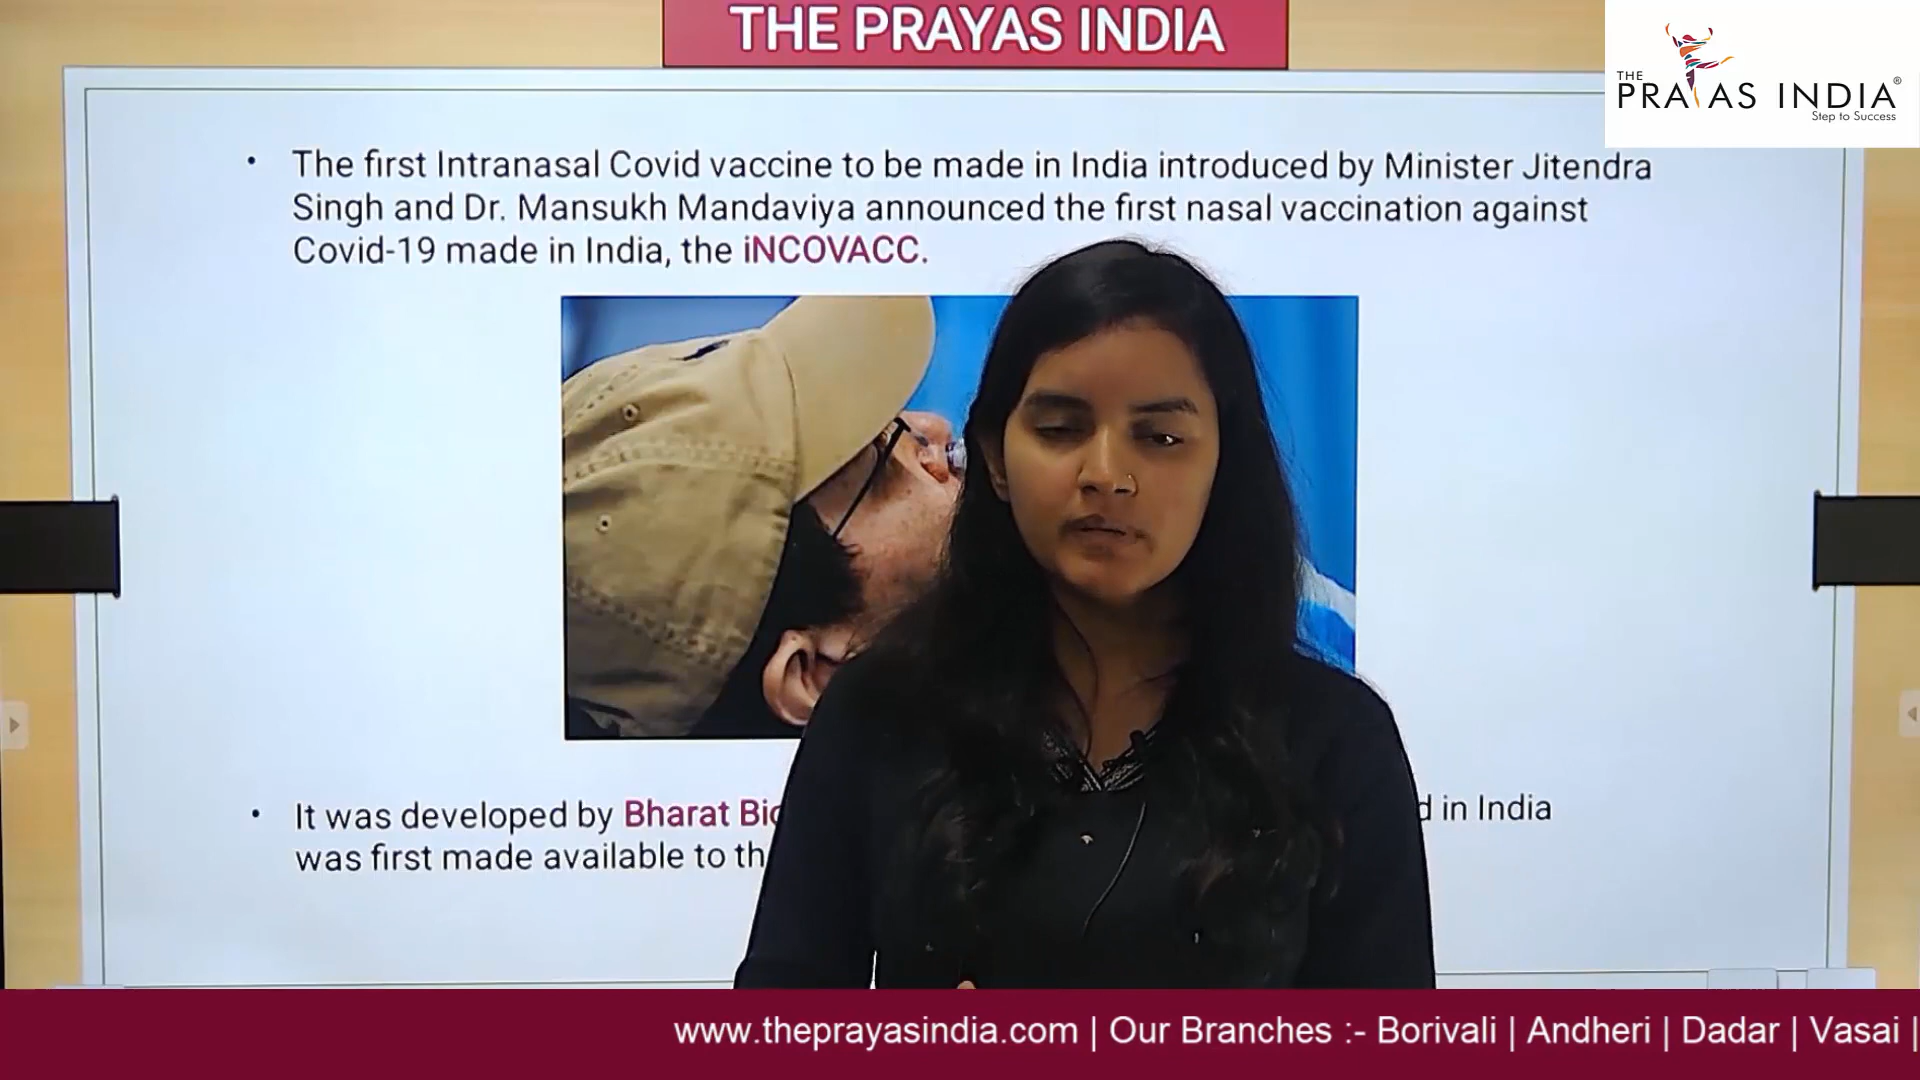 THE PRAYAS INDIA
THE
PRAYAS INDIA®
Step to Success
• The first Intranasal Covid vaccine to be made in India introduced by Minister Jitendra
Singh and Dr. Mansukh Mandaviya announced the first nasal vaccination against
Covid-19 made in India, the iNCOVACC.
• It was developed by Bharat in India
was first made available to
www.theprayasindia.com | Our Branches :- Borivali | Andheri | Dadar | Vasai |